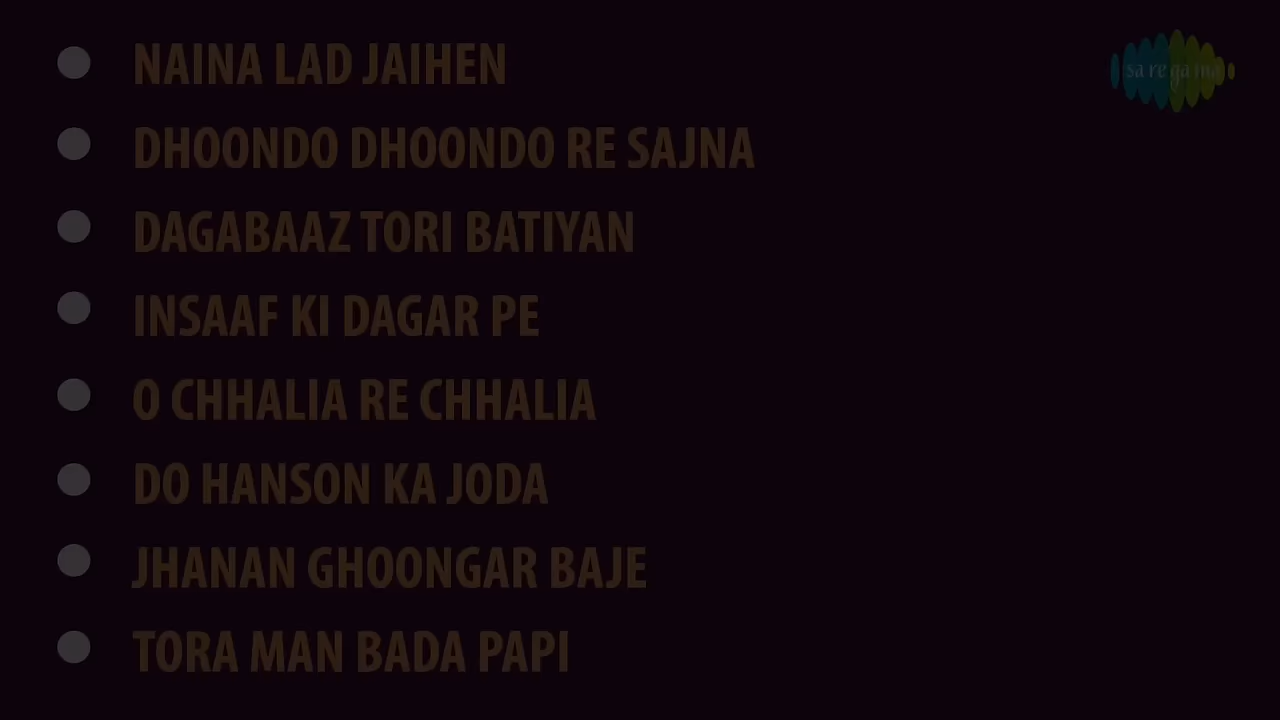 NAINA LAD JAIHEN
sa re ga ma
DHOONDO DHOONDO RE SAJNA
DAGABAAZ TORI BATIYAN
INSAAF KI DAGAR PE
O CHHALIA RE CHHALIA
DO HANSON KA JODA
JHANAN GHOONGAR BAJE
TORA MAN BADA PAPI